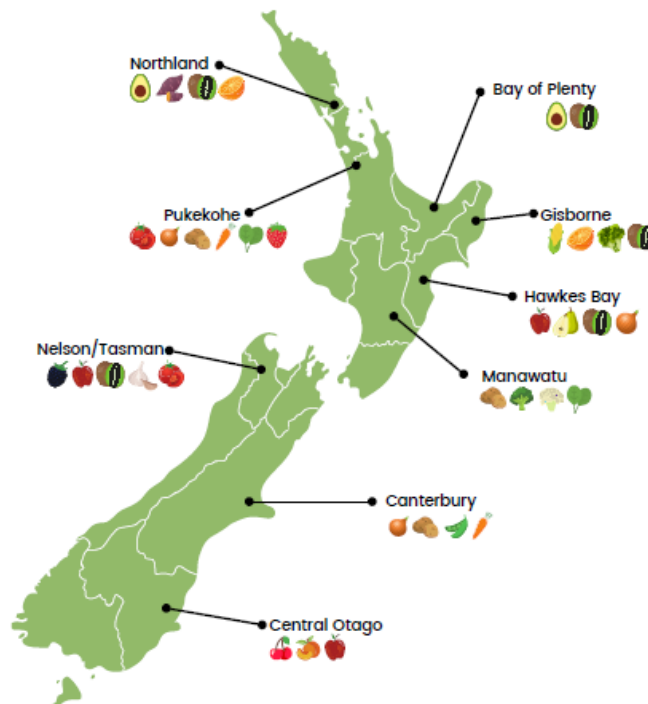 Northland
Bay of Plenty
Pukekohe
Gisborne
Hawkes Bay
Nelson/Tasman
Manawatu
Canterbury
Central Otago